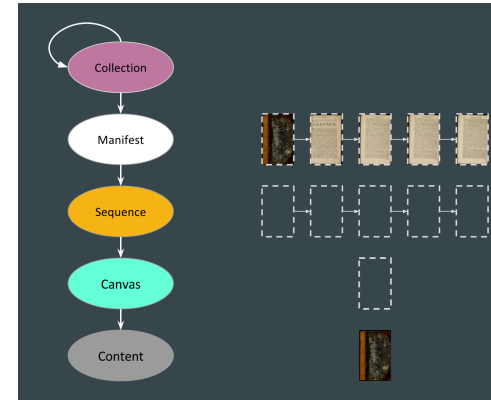 Collection
Manifest
Sequence
Canvas
Content